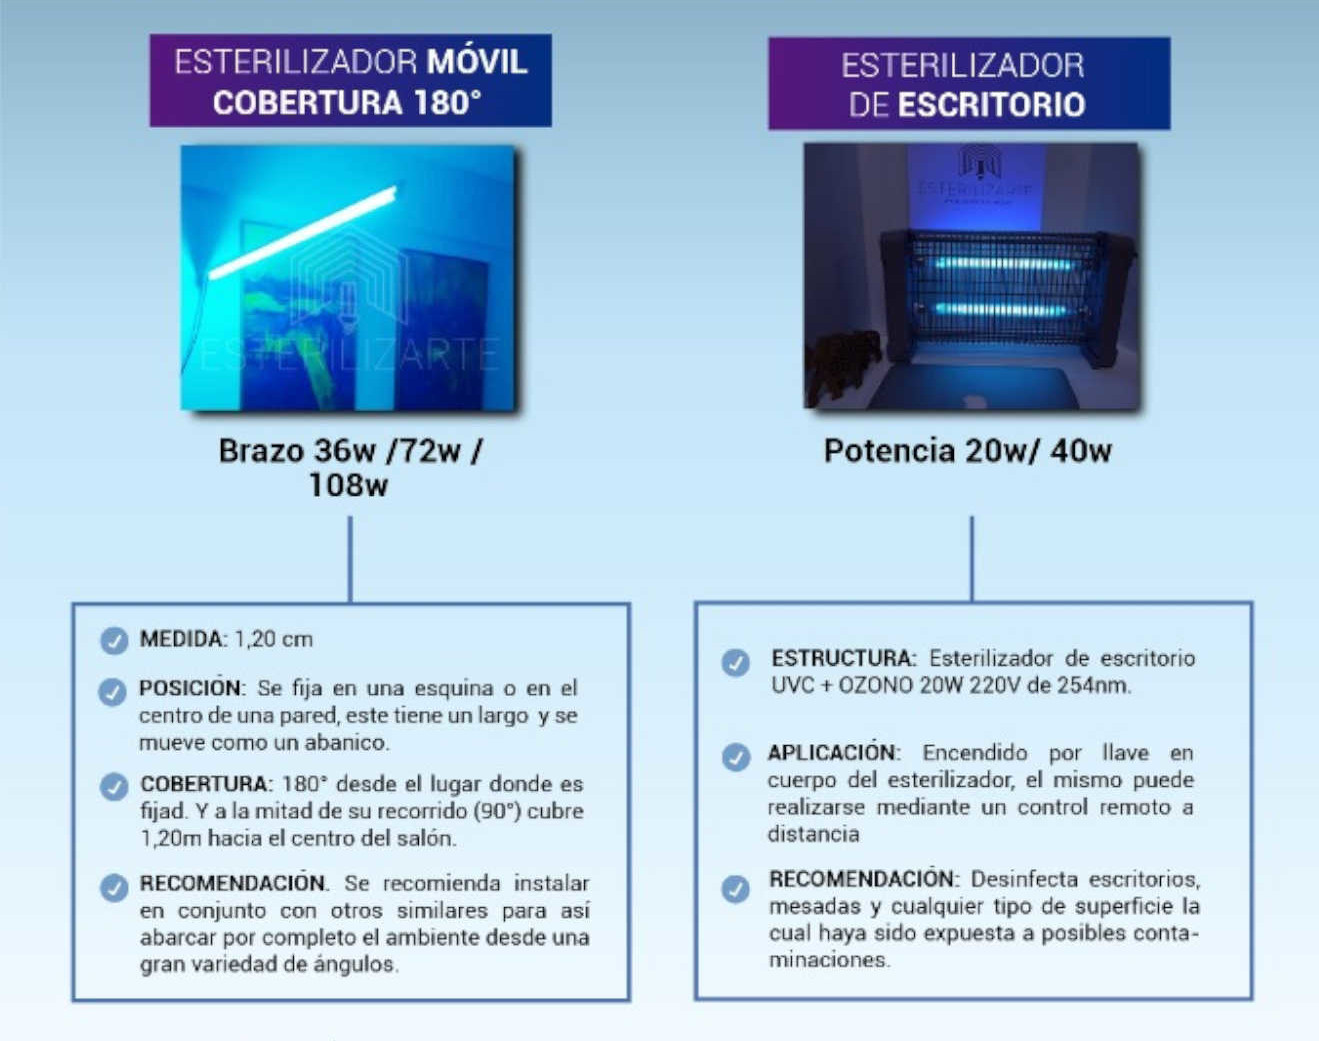 ESTERILIZADOR MÓVIL
COBERTURA 180°
ESTERILIZARTE
Brazo 36w /72w /
108w
MEDIDA: 1,20 cm
POSICIÓN: Se fija en una esquina o en el
centro de una pared, este tiene un largo y se
mueve como un abanico.
COBERTURA: 180° desde el lugar donde es
fijad. Y a la mitad de su recorrido (90°) cubre
1,20m hacia el centro del salón.
RECOMENDACIÓN. Se recomienda instalar
en conjunto con otros similares para así
abarcar por completo el ambiente desde una
gran variedad de ángulos.
ESTERILIZADOR
DE ESCRITORIO
ESTERILIZARTE
Potencia 20w/ 40w
ESTRUCTURA: Esterilizador de escritorio
UVC + OZONO 20W 220V de 254nm.
APLICACIÓN: Encendido por llave en
cuerpo del esterilizador, el mismo puede
realizarse mediante un control remoto a
distancia
RECOMENDACIÓN: Desinfecta escritorios,
mesadas y cualquier tipo de superficie la
cual haya sido expuesta a posibles conta-
minaciones.